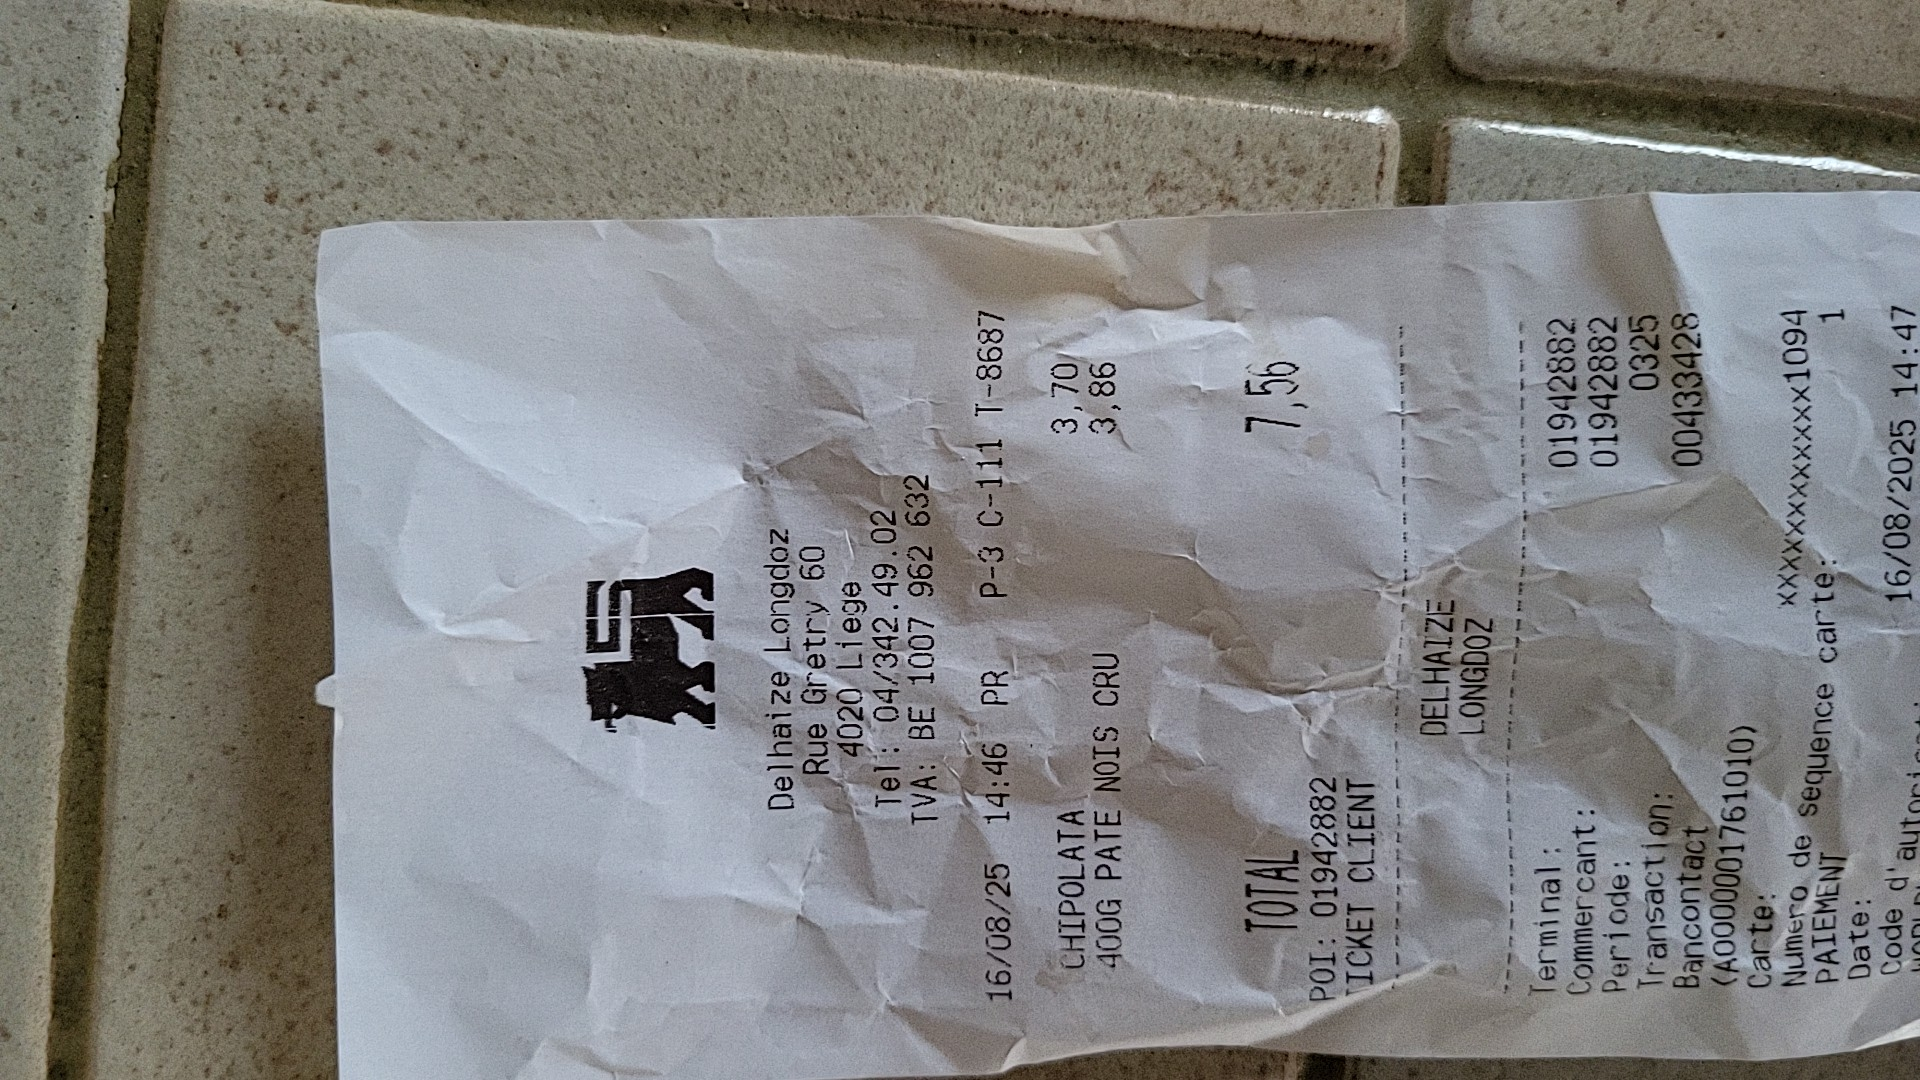 Delhaize Longdoz
Rue Gretry 60
4020 Liege
Tel: 04/342.49.02
TVA: BE 1007 962 632
16/08/25 14:46 PR P-3 C-111 T-8687
CHIPOLATA 3,70
400G PATE NOIS CRU 3,86
TOTAL 7,56
POI: 01942882
TICKET CLIENT
DELHAIZE
LONGDOZ
Terminal: 01942882
Commercant: 01942882
Periode: 0325
Transaction: 00433428
Bancontact
(A0000001761010)
Carte: xxxxxxxxxxxxx1094
Numero de sequence carte: 1
PAIEMENT
Date: 16/08/2025 14:47
Code d'autorisati